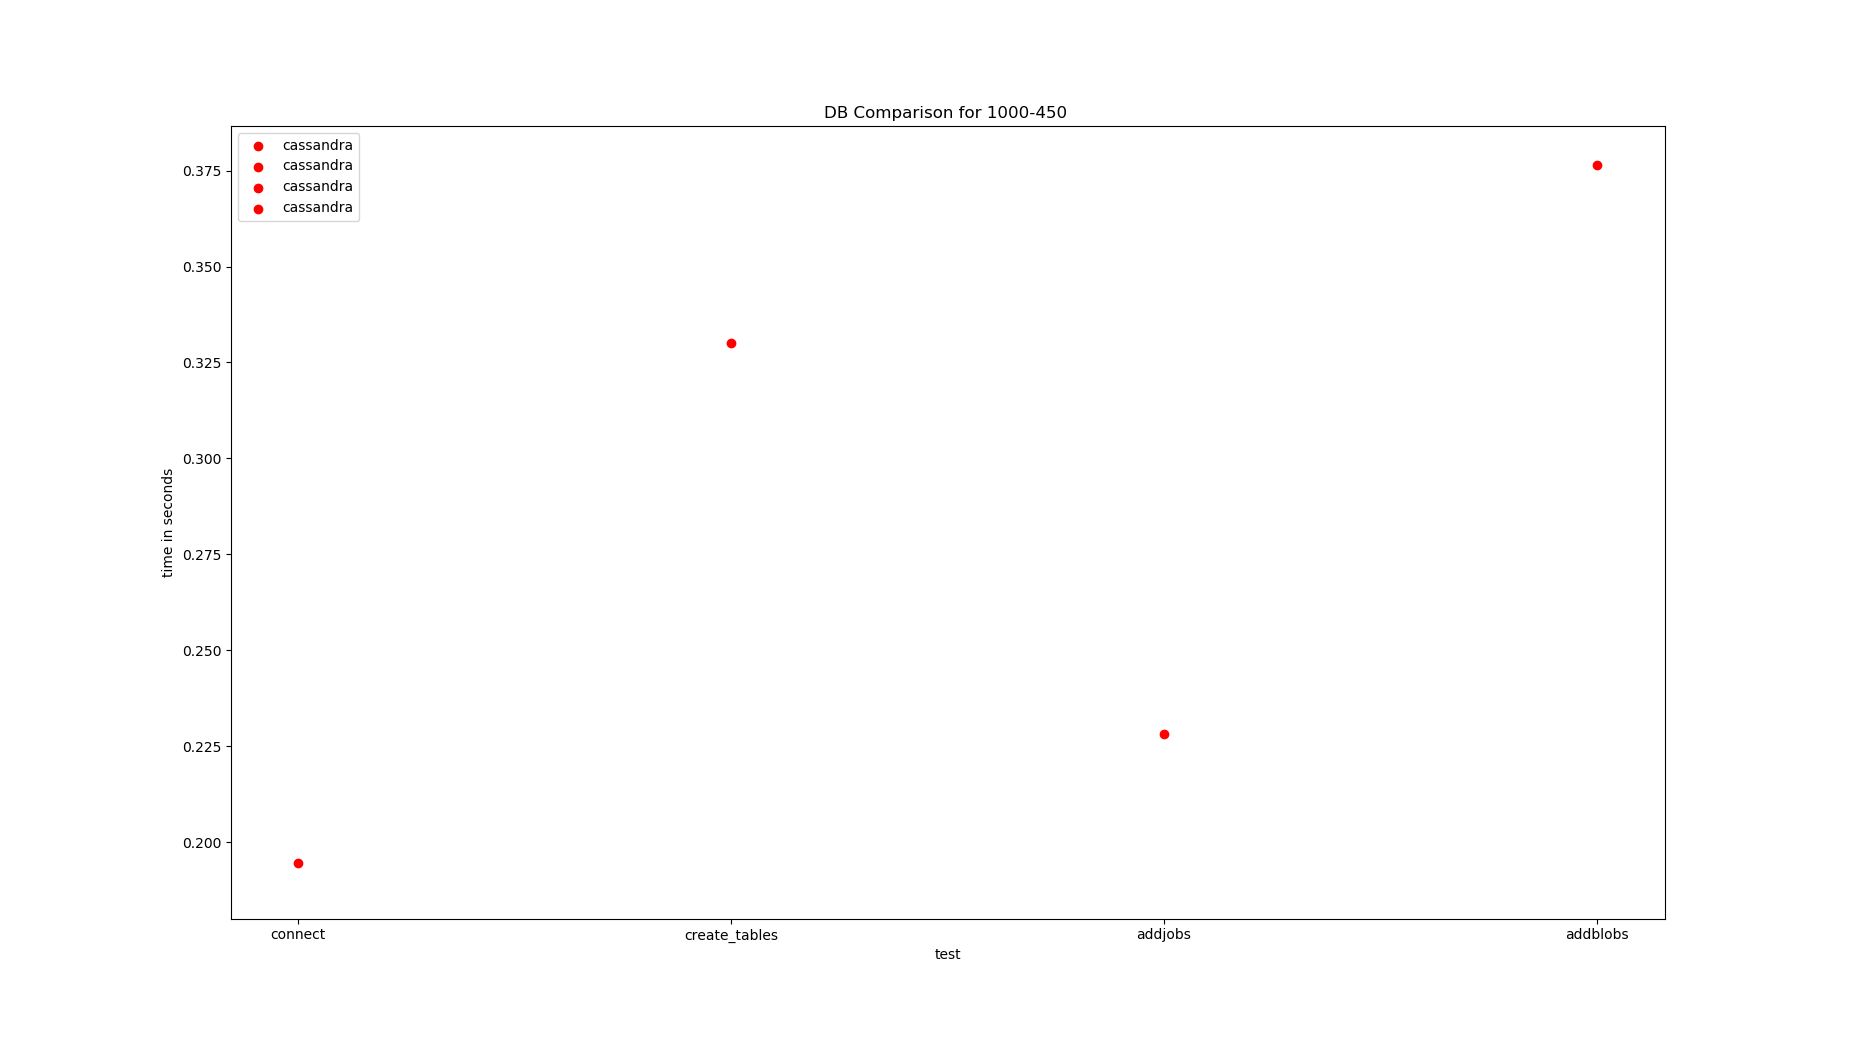 DB Comparison for 1000-450
cassandra
cassandra
cassandra
cassandra
0.375
0.350
0.325
0.300
0.275
0.250
0.225
0.200
time in seconds
connect create_tables addjobs addblobs
test